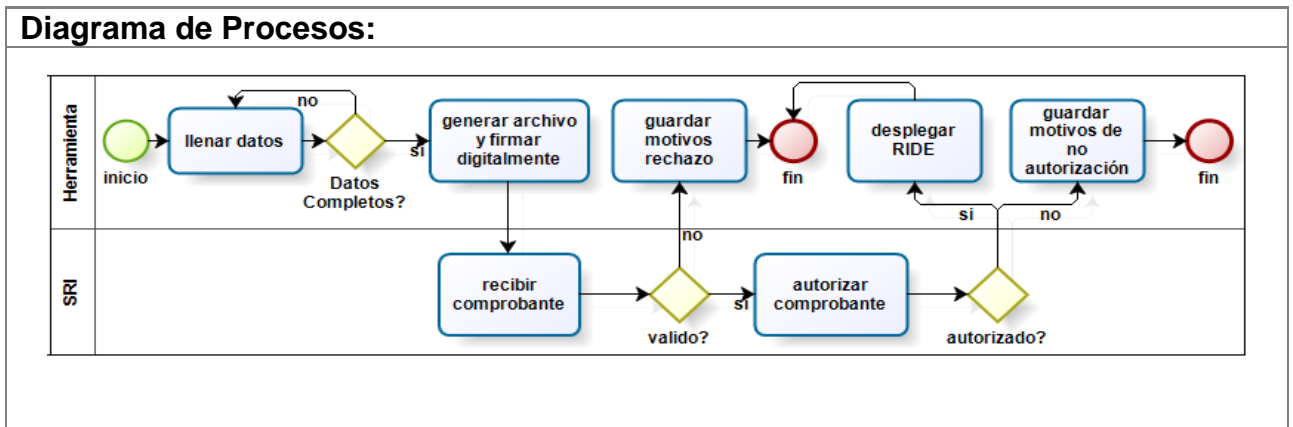 Diagrama de Procesos:
Herramienta
inicio
llenar datos
no
Datos
Completos?
si
generar archivo
y firmar
digitalmente
guardar
motivos
rechazo
fin
desplegar
RIDE
guardar
motivos de
no
autorización
fin
si
no
SRI
recibir
comprobante
no
valido?
si
autorizar
comprobante
autorizado?